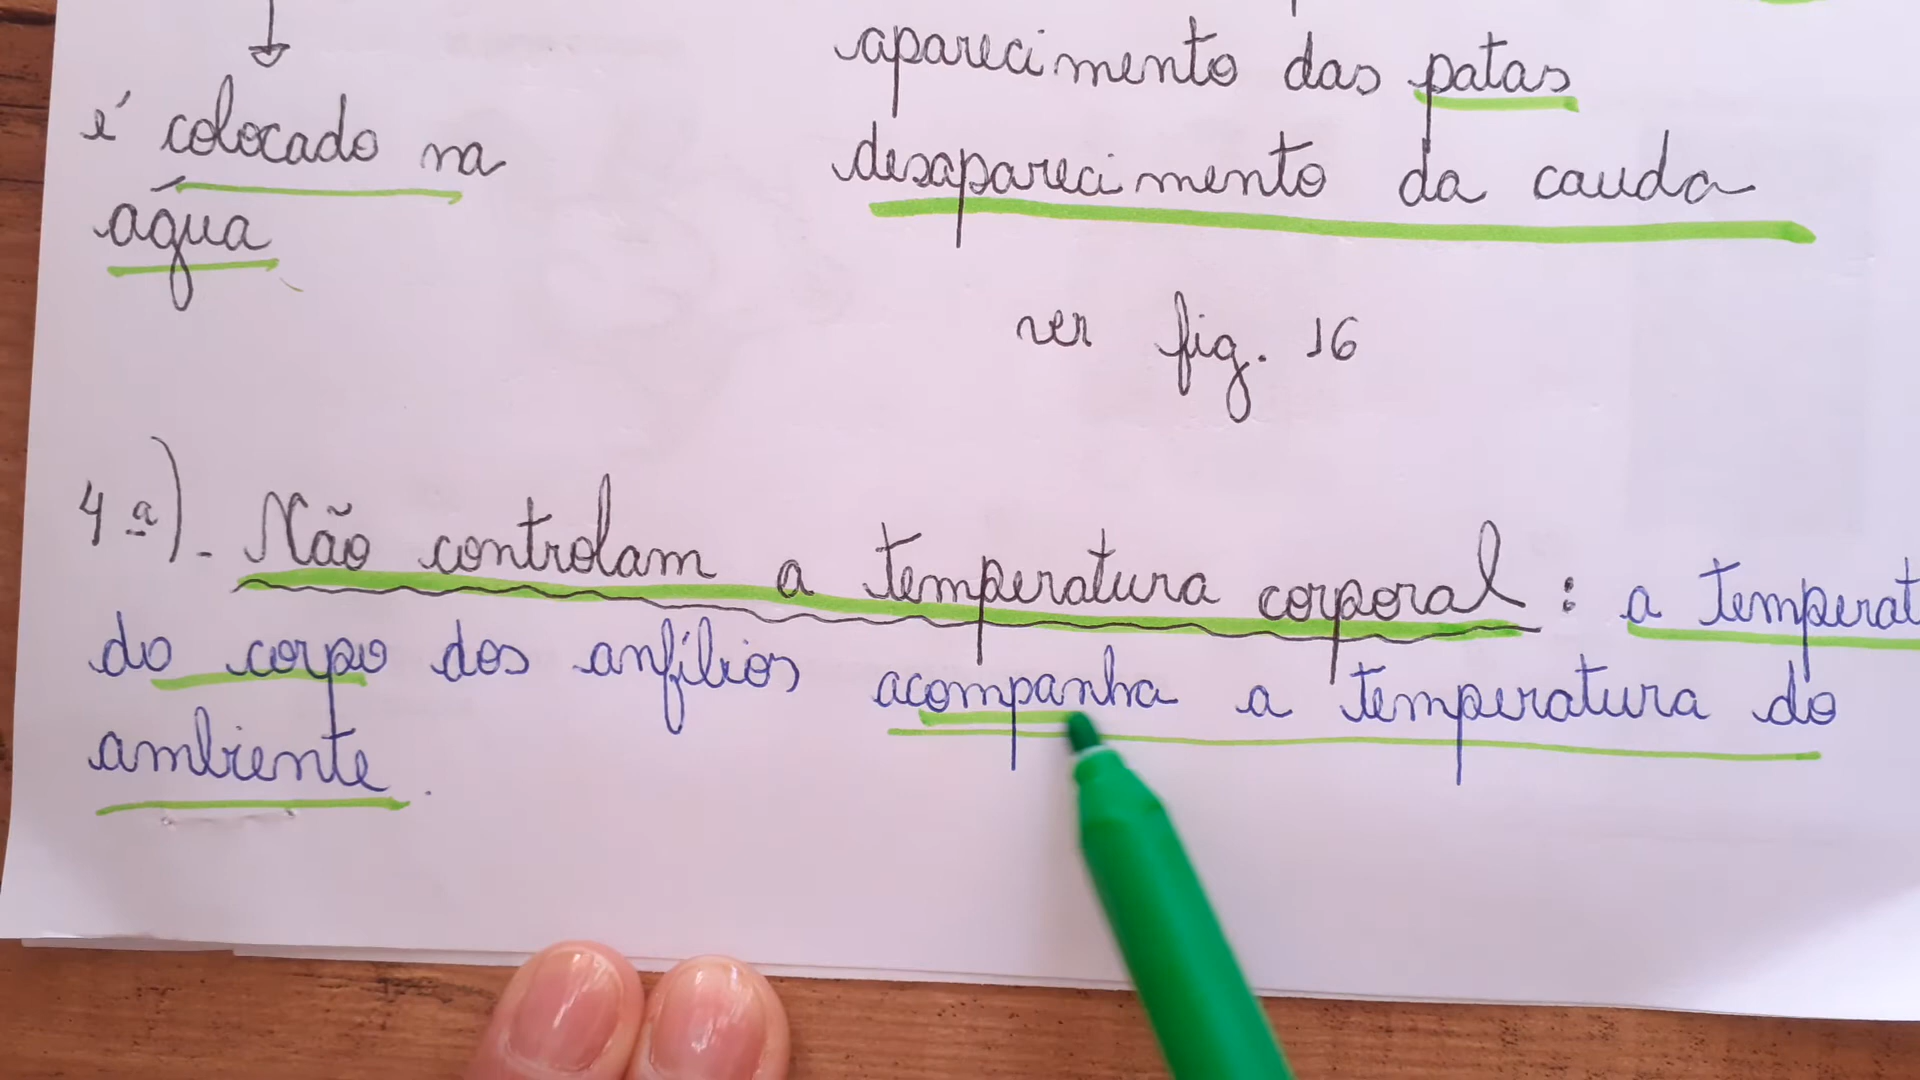 é colocado na
água
aparecimento das patas
desaparecimento da cauda
ver fig. 16
4ª). Não controlam a temperatura corporal : a temperat
do corpo dos anfíbios acompanha a temperatura do
ambiente.